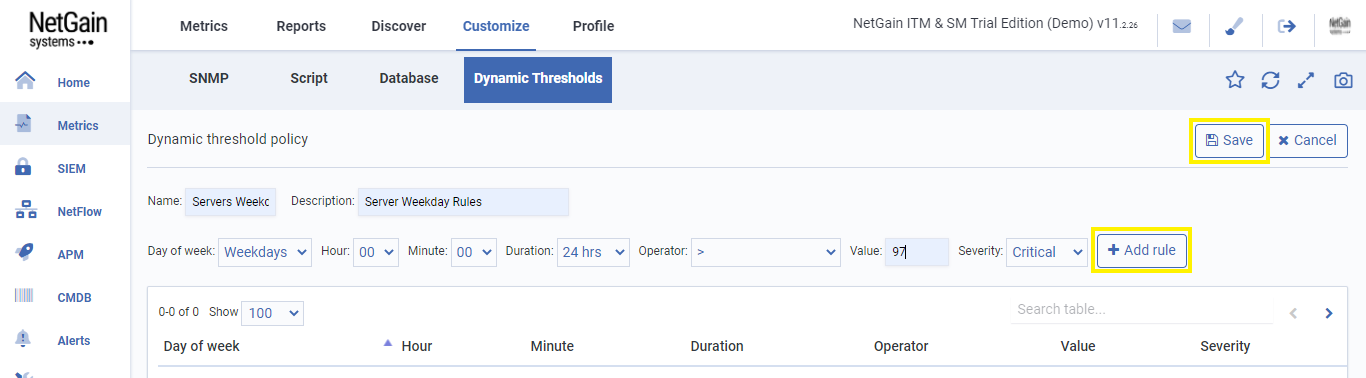 NetGain
systems
Metrics Reports Discover Customize Profile
NetGain ITM & SM Trial Edition (Demo) v11.2.26
NetGain
systems
Home
Metrics
SIEM
NetFlow
APM
CMDB
Alerts
SNMP Script Database Dynamic Thresholds
Dynamic threshold policy
Save Cancel
Name: Servers Weekd Description: Server Weekday Rules
Day of week: Weekdays Hour: 00 Minute: 00 Duration: 24 hrs Operator: > Value: 97 Severity: Critical + Add rule
0-0 of 0 Show 100 Search table...
Day of week Hour Minute Duration Operator Value Severity